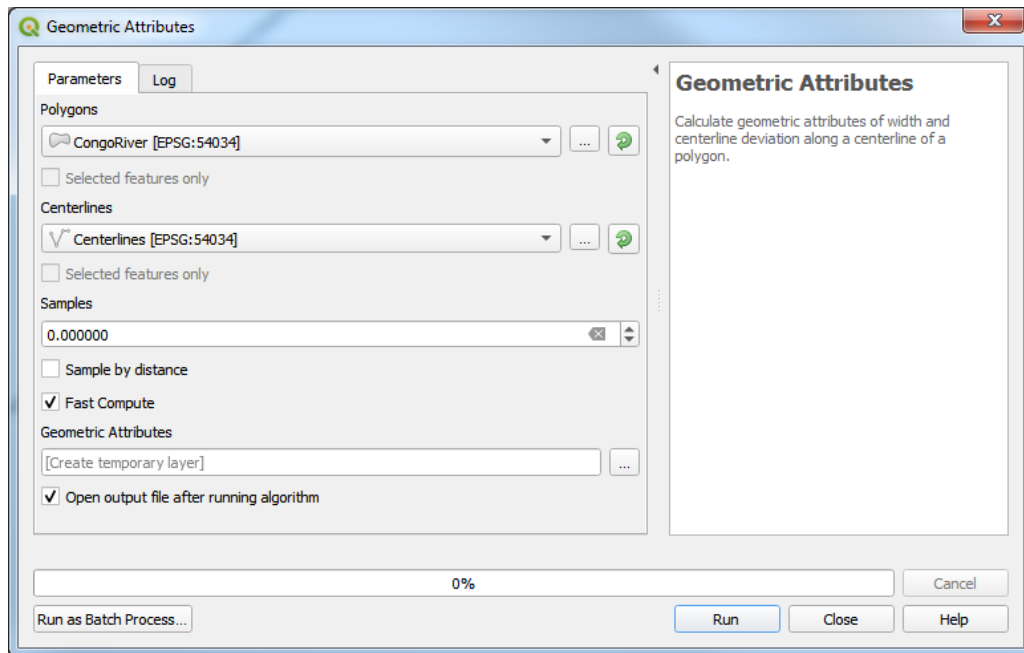 Geometric Attributes
Parameters
Log
Polygons
CongoRiver [EPSG:54034]
...
Selected features only
Centerlines
Centerlines [EPSG:54034]
...
Selected features only
Samples
0.000000
Sample by distance
Fast Compute
Geometric Attributes
[Create temporary layer]
...
Open output file after running algorithm
Geometric Attributes
Calculate geometric attributes of width and
centerline deviation along a centerline of a
polygon.
0%
Cancel
Run as Batch Process...
Run
Close
Help